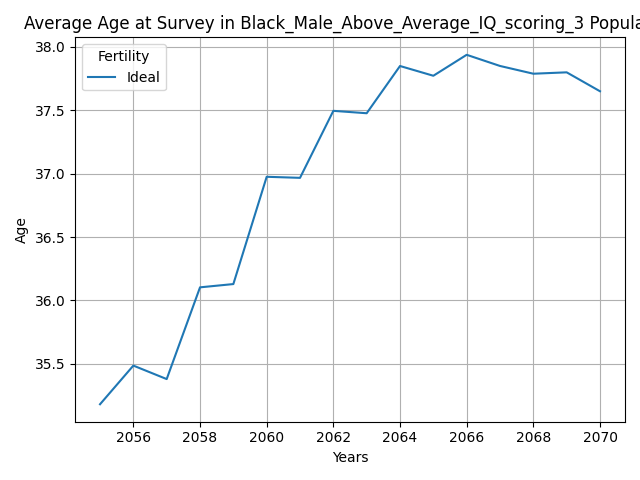 Average Age at Survey in Black_Male_Above_Average_IQ_scoring_3 Popula
Fertility
Ideal
38.0
37.5
37.0
36.5
36.0
35.5
Age
2056 2058 2060 2062 2064 2066 2068 2070
Years